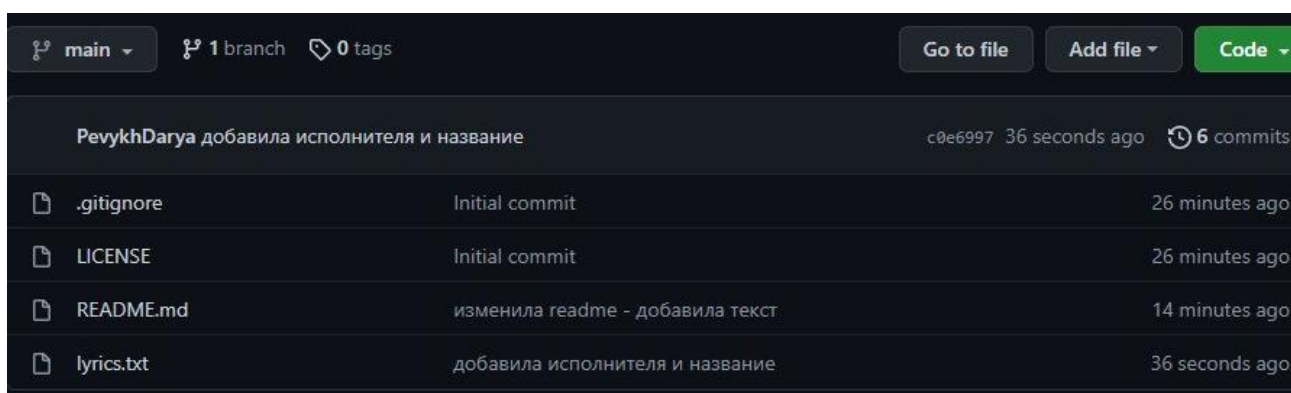 main 1 branch 0 tags Go to file Add file Code
PevykhDarya добавила исполнителя и название c0e6997 36 seconds ago 6 commits
.gitignore Initial commit 26 minutes ago
LICENSE Initial commit 26 minutes ago
README.md изменила readme - добавила текст 14 minutes ago
lyrics.txt добавила исполнителя и название 36 seconds ago